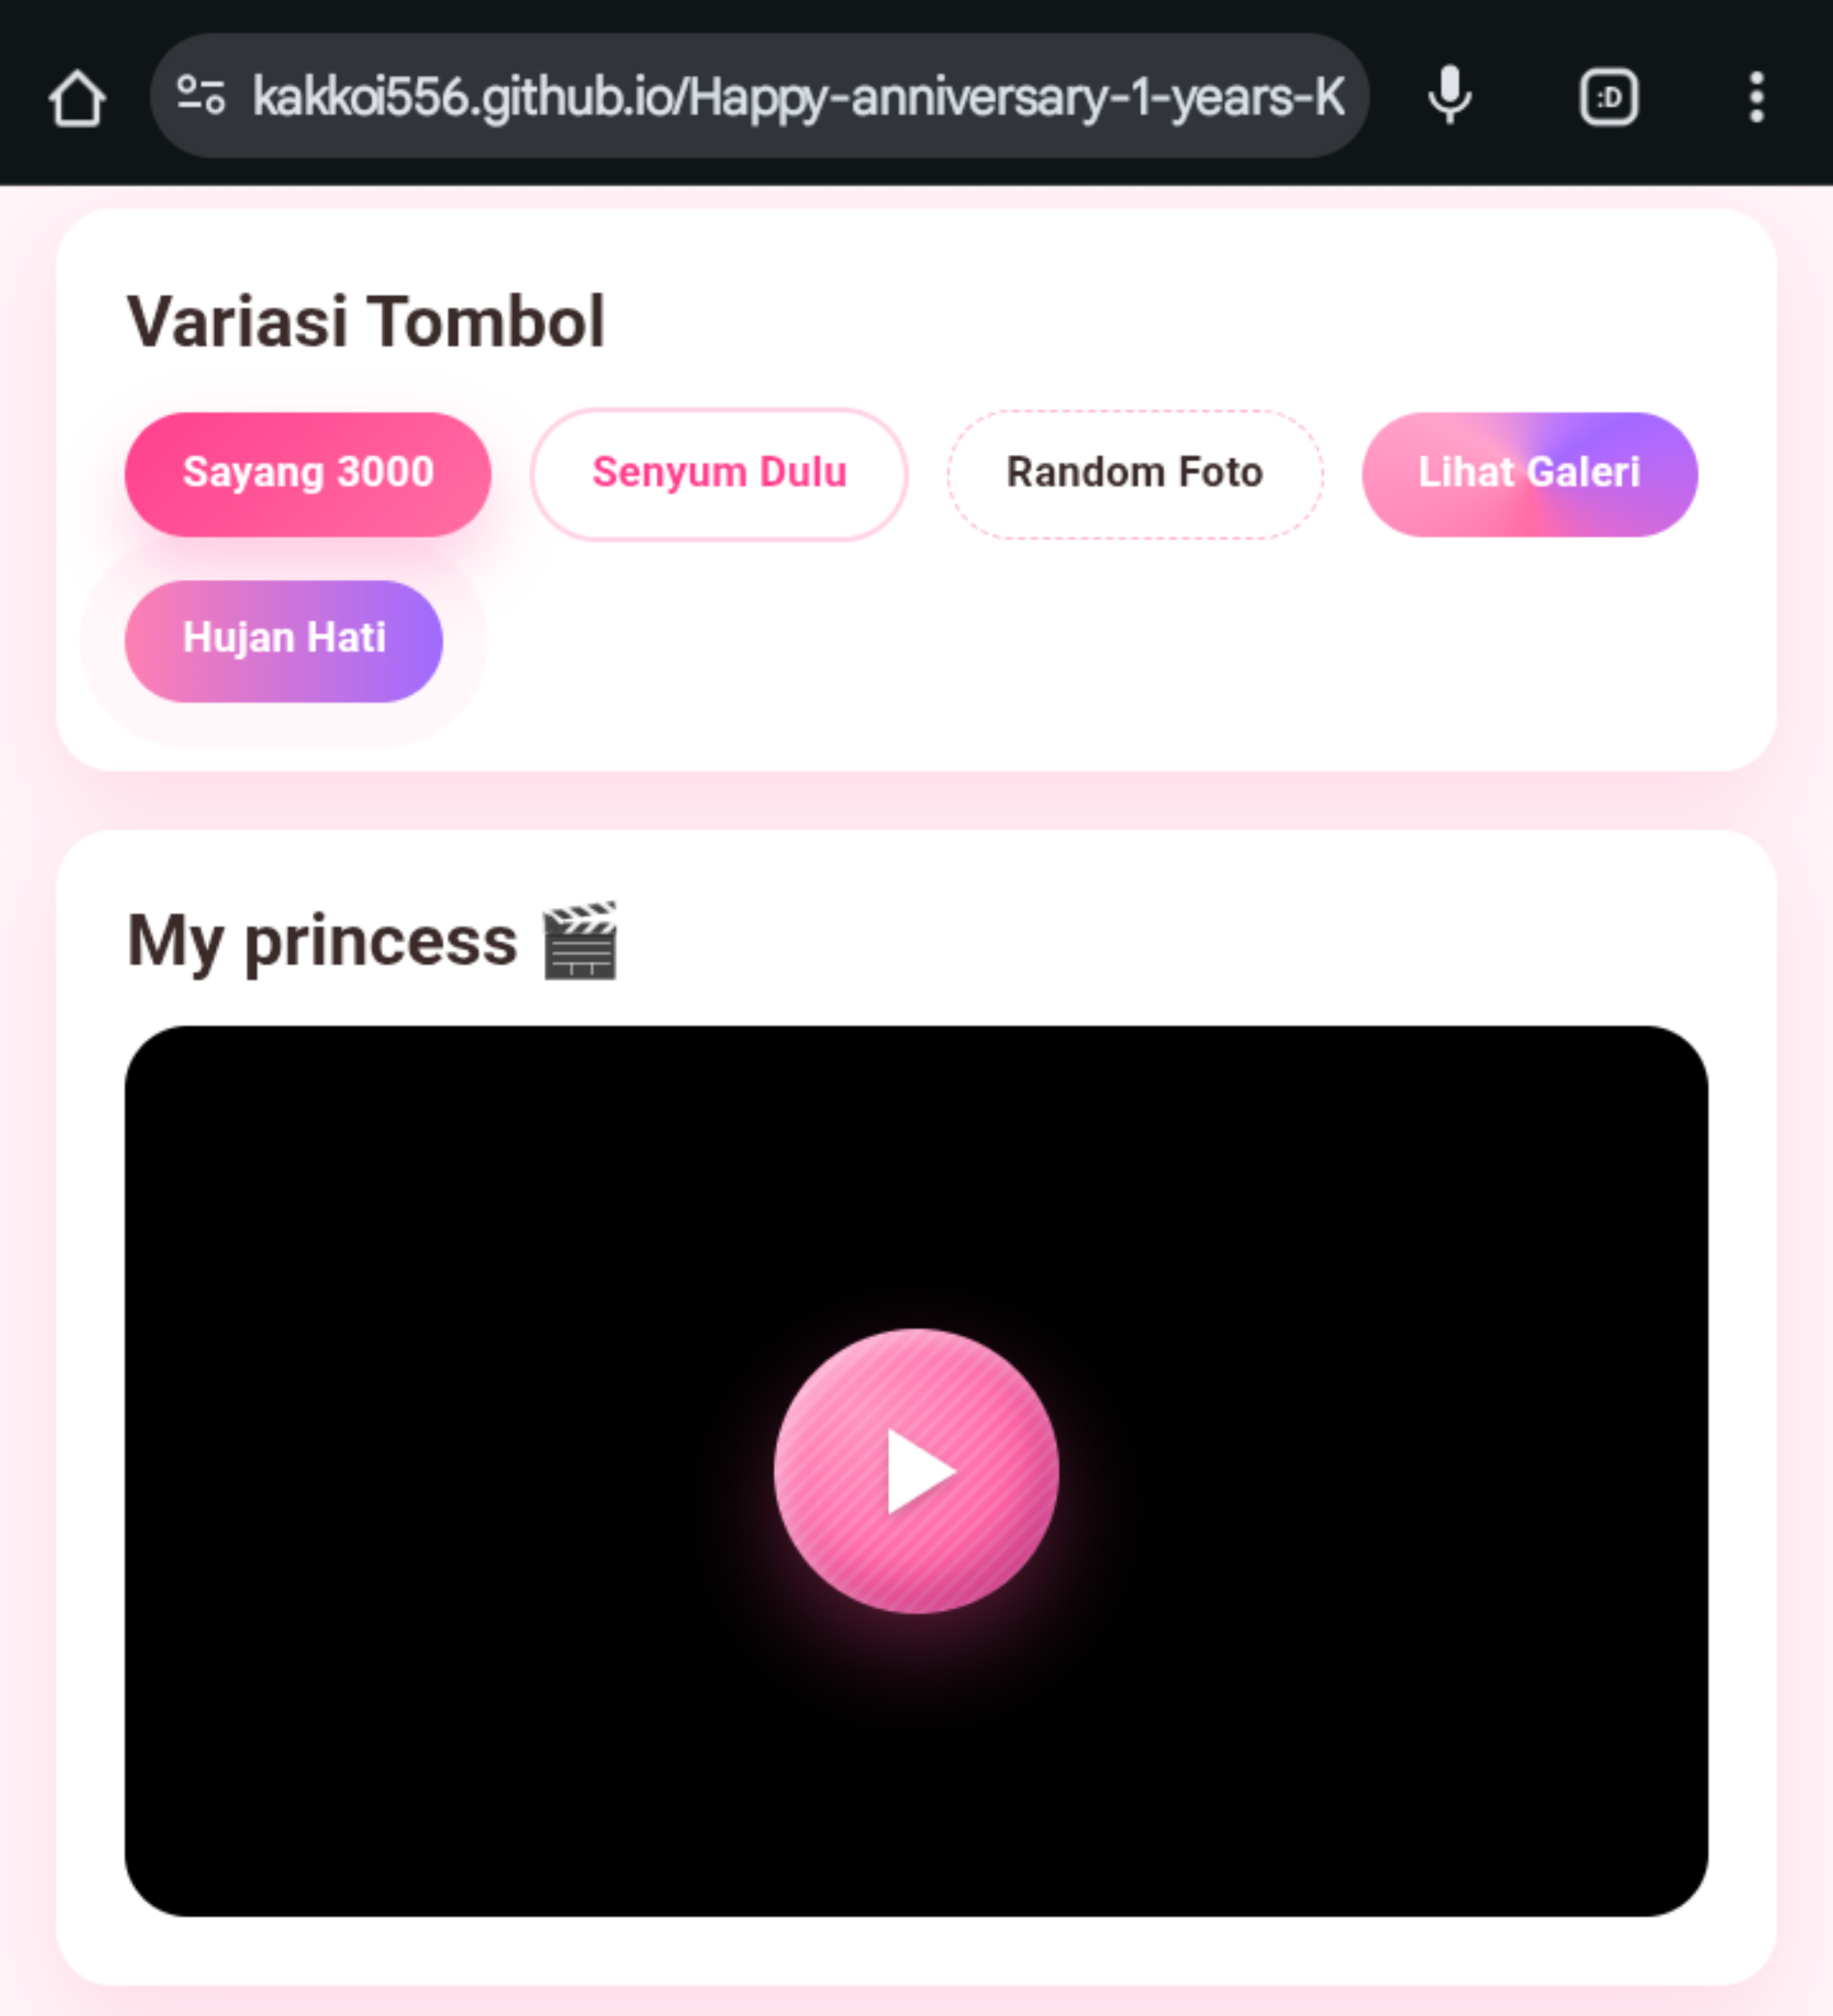 kakkoi556.github.io/Happy-anniversary-1-years-K
:D
Variasi Tombol
Sayang 3000
Senyum Dulu
Random Foto
Lihat Galeri
Hujan Hati
My princess 🎬